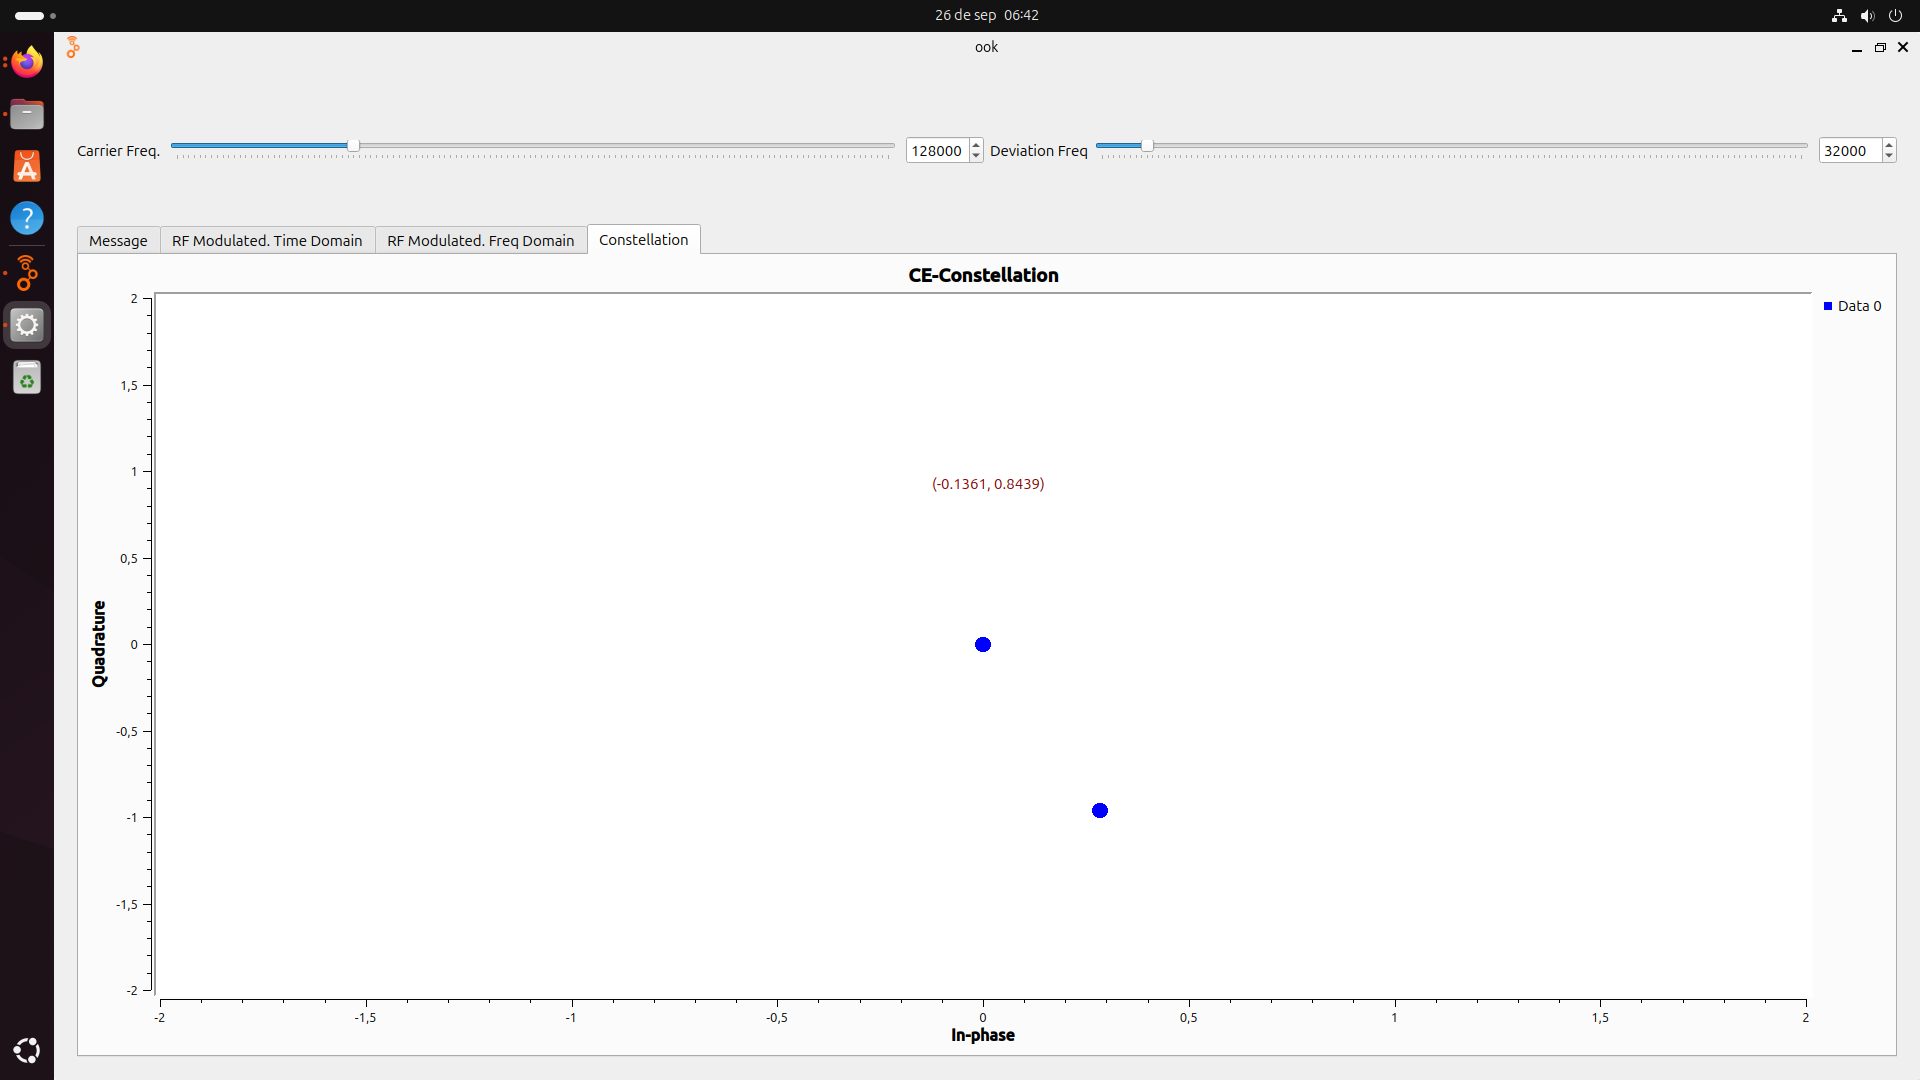 26 de sep 06:42
ook
Carrier Freq. 128000 Deviation Freq 32000
Message RF Modulated. Time Domain RF Modulated. Freq Domain Constellation
CE-Constellation
Data 0
2
1,5
1
0,5
0
-0,5
-1
-1,5
-2
Quadrature
(-0.1361, 0.8439)
-2 -1,5 -1 -0,5 0 0,5 1 1,5 2
In-phase